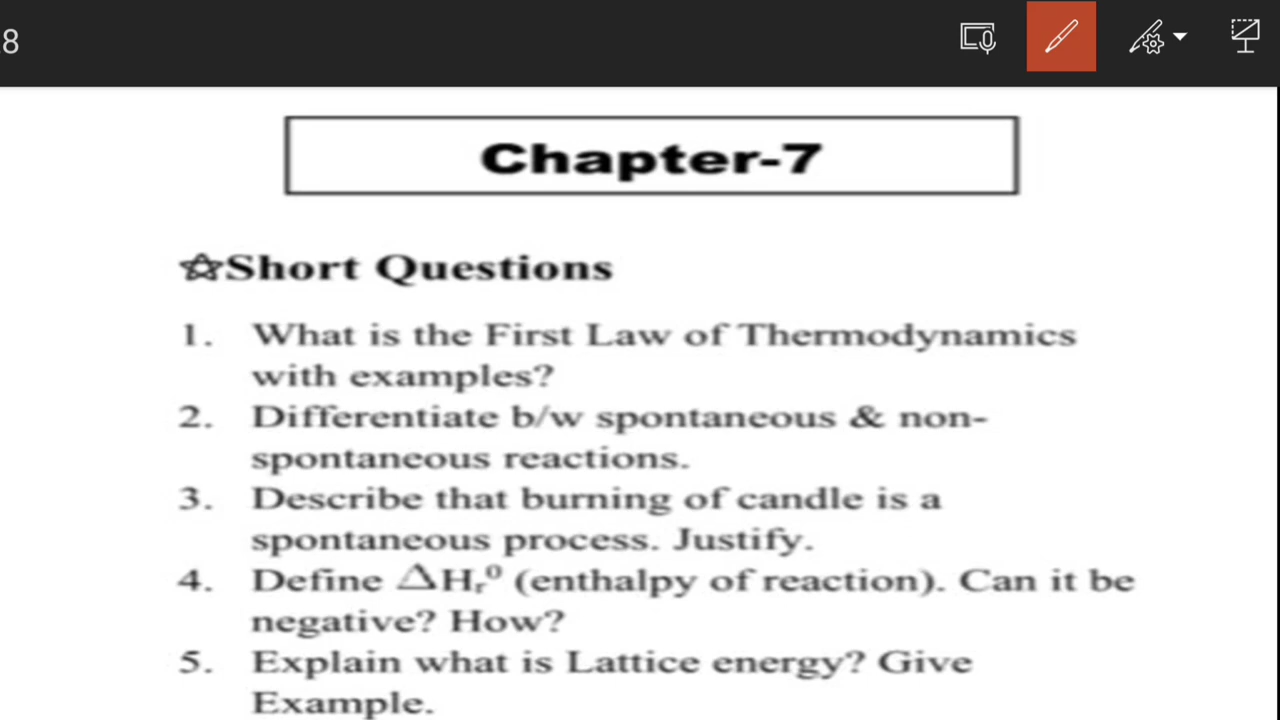 8
Chapter-7
☆Short Questions
1. What is the First Law of Thermodynamics
with examples?
2. Differentiate b/w spontaneous & non-
spontaneous reactions.
3. Describe that burning of candle is a
spontaneous process. Justify.
4. Define ΔHᵣ⁰ (enthalpy of reaction). Can it be
negative? How?
5. Explain what is Lattice energy? Give
Example.